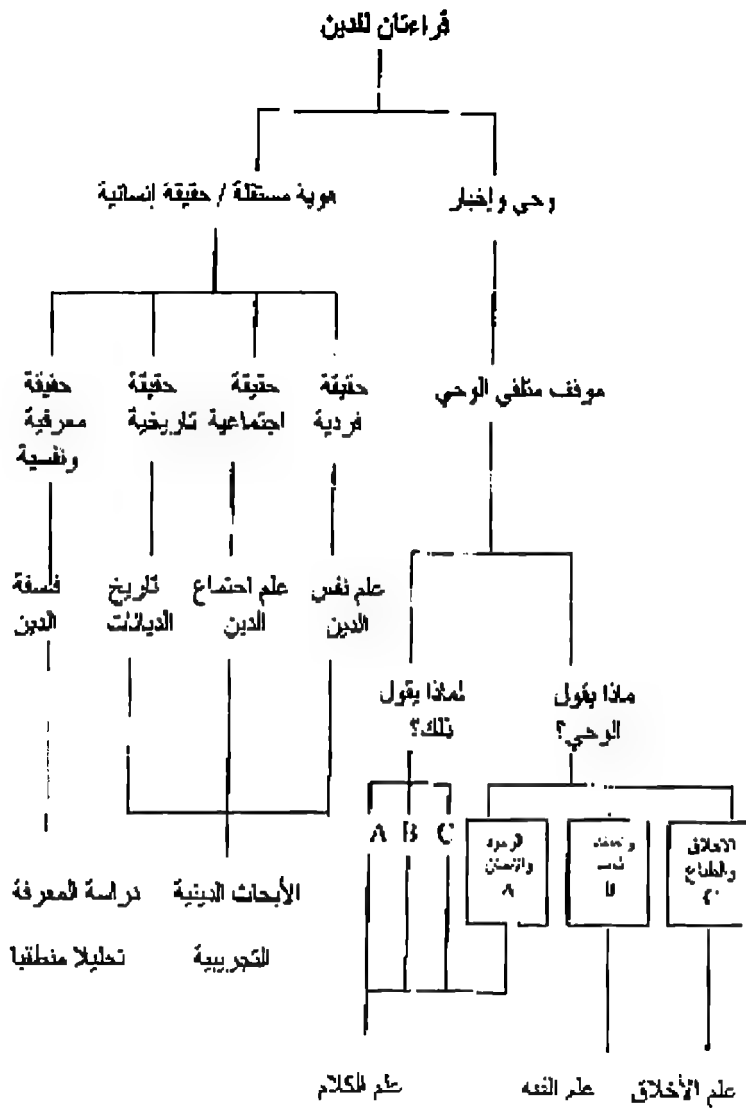 قراءتان للدين
وحي وإخبار
هوية مستقلة / حقيقة إنسانية
موقف متلقي الوحي
حقيقة
فردية
حقيقة
اجتماعية
حقيقة
تاريخية
حقيقة
معرفية
ونفسية
علم نفس
الدين
علم اجتماع
الدين
تاريخ
الديانات
فلسفة
الدين
ماذا يقول
الوحي؟
لماذا يقول
ذلك؟
A B C
الأخلاق
والطباع
C
B
والإنسان
A
الأبحاث الدينية
التجريبية
دراسة المعرفة
تحليلا منطقيا
علم الأخلاق
علم الفقه
علم الكلام